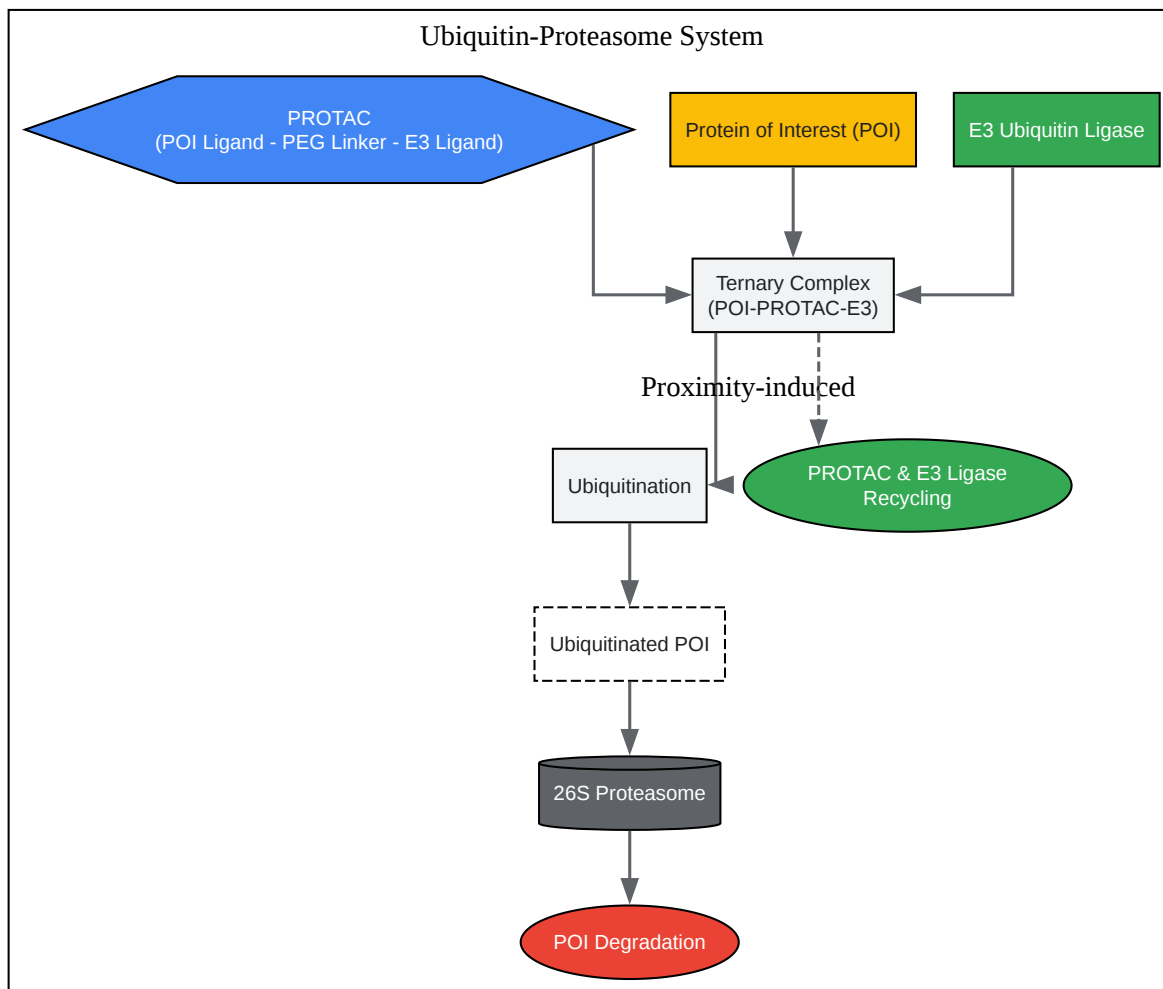 Ubiquitin-Proteasome System
PROTAC
(POI Ligand - PEG Linker - E3 Ligand)
Protein of Interest (POI)
E3 Ubiquitin Ligase
Ternary Complex
(POI-PROTAC-E3)
Proximity-induced
Ubiquitination
PROTAC & E3 Ligase
Recycling
Ubiquitinated POI
26S Proteasome
POI Degradation